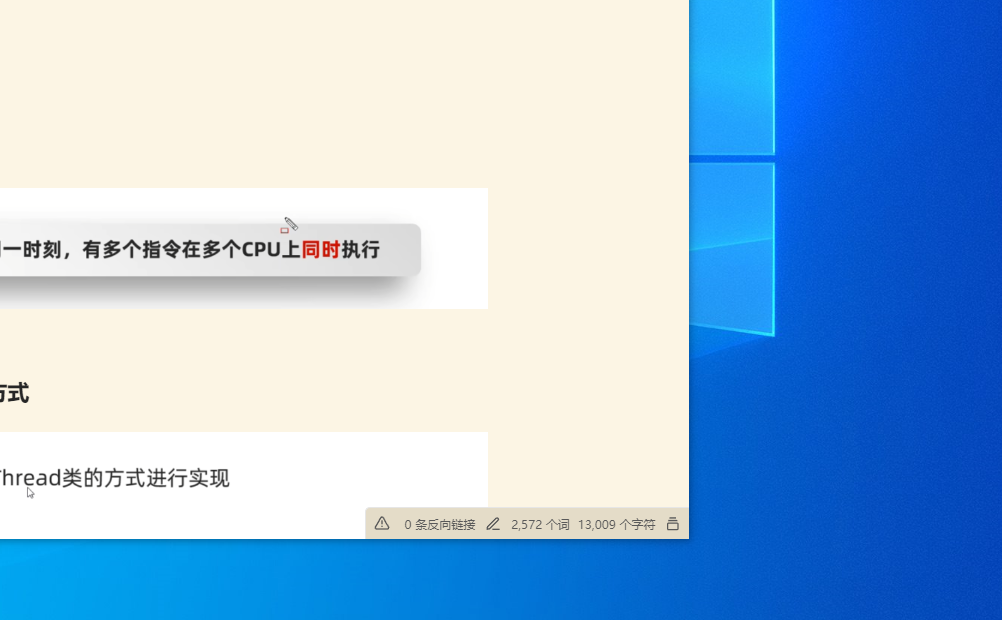 一时刻，有多个指令在多个CPU上同时执行
方式
Thread类的方式进行实现
0 条反向链接 2,572 个词 13,009 个字符